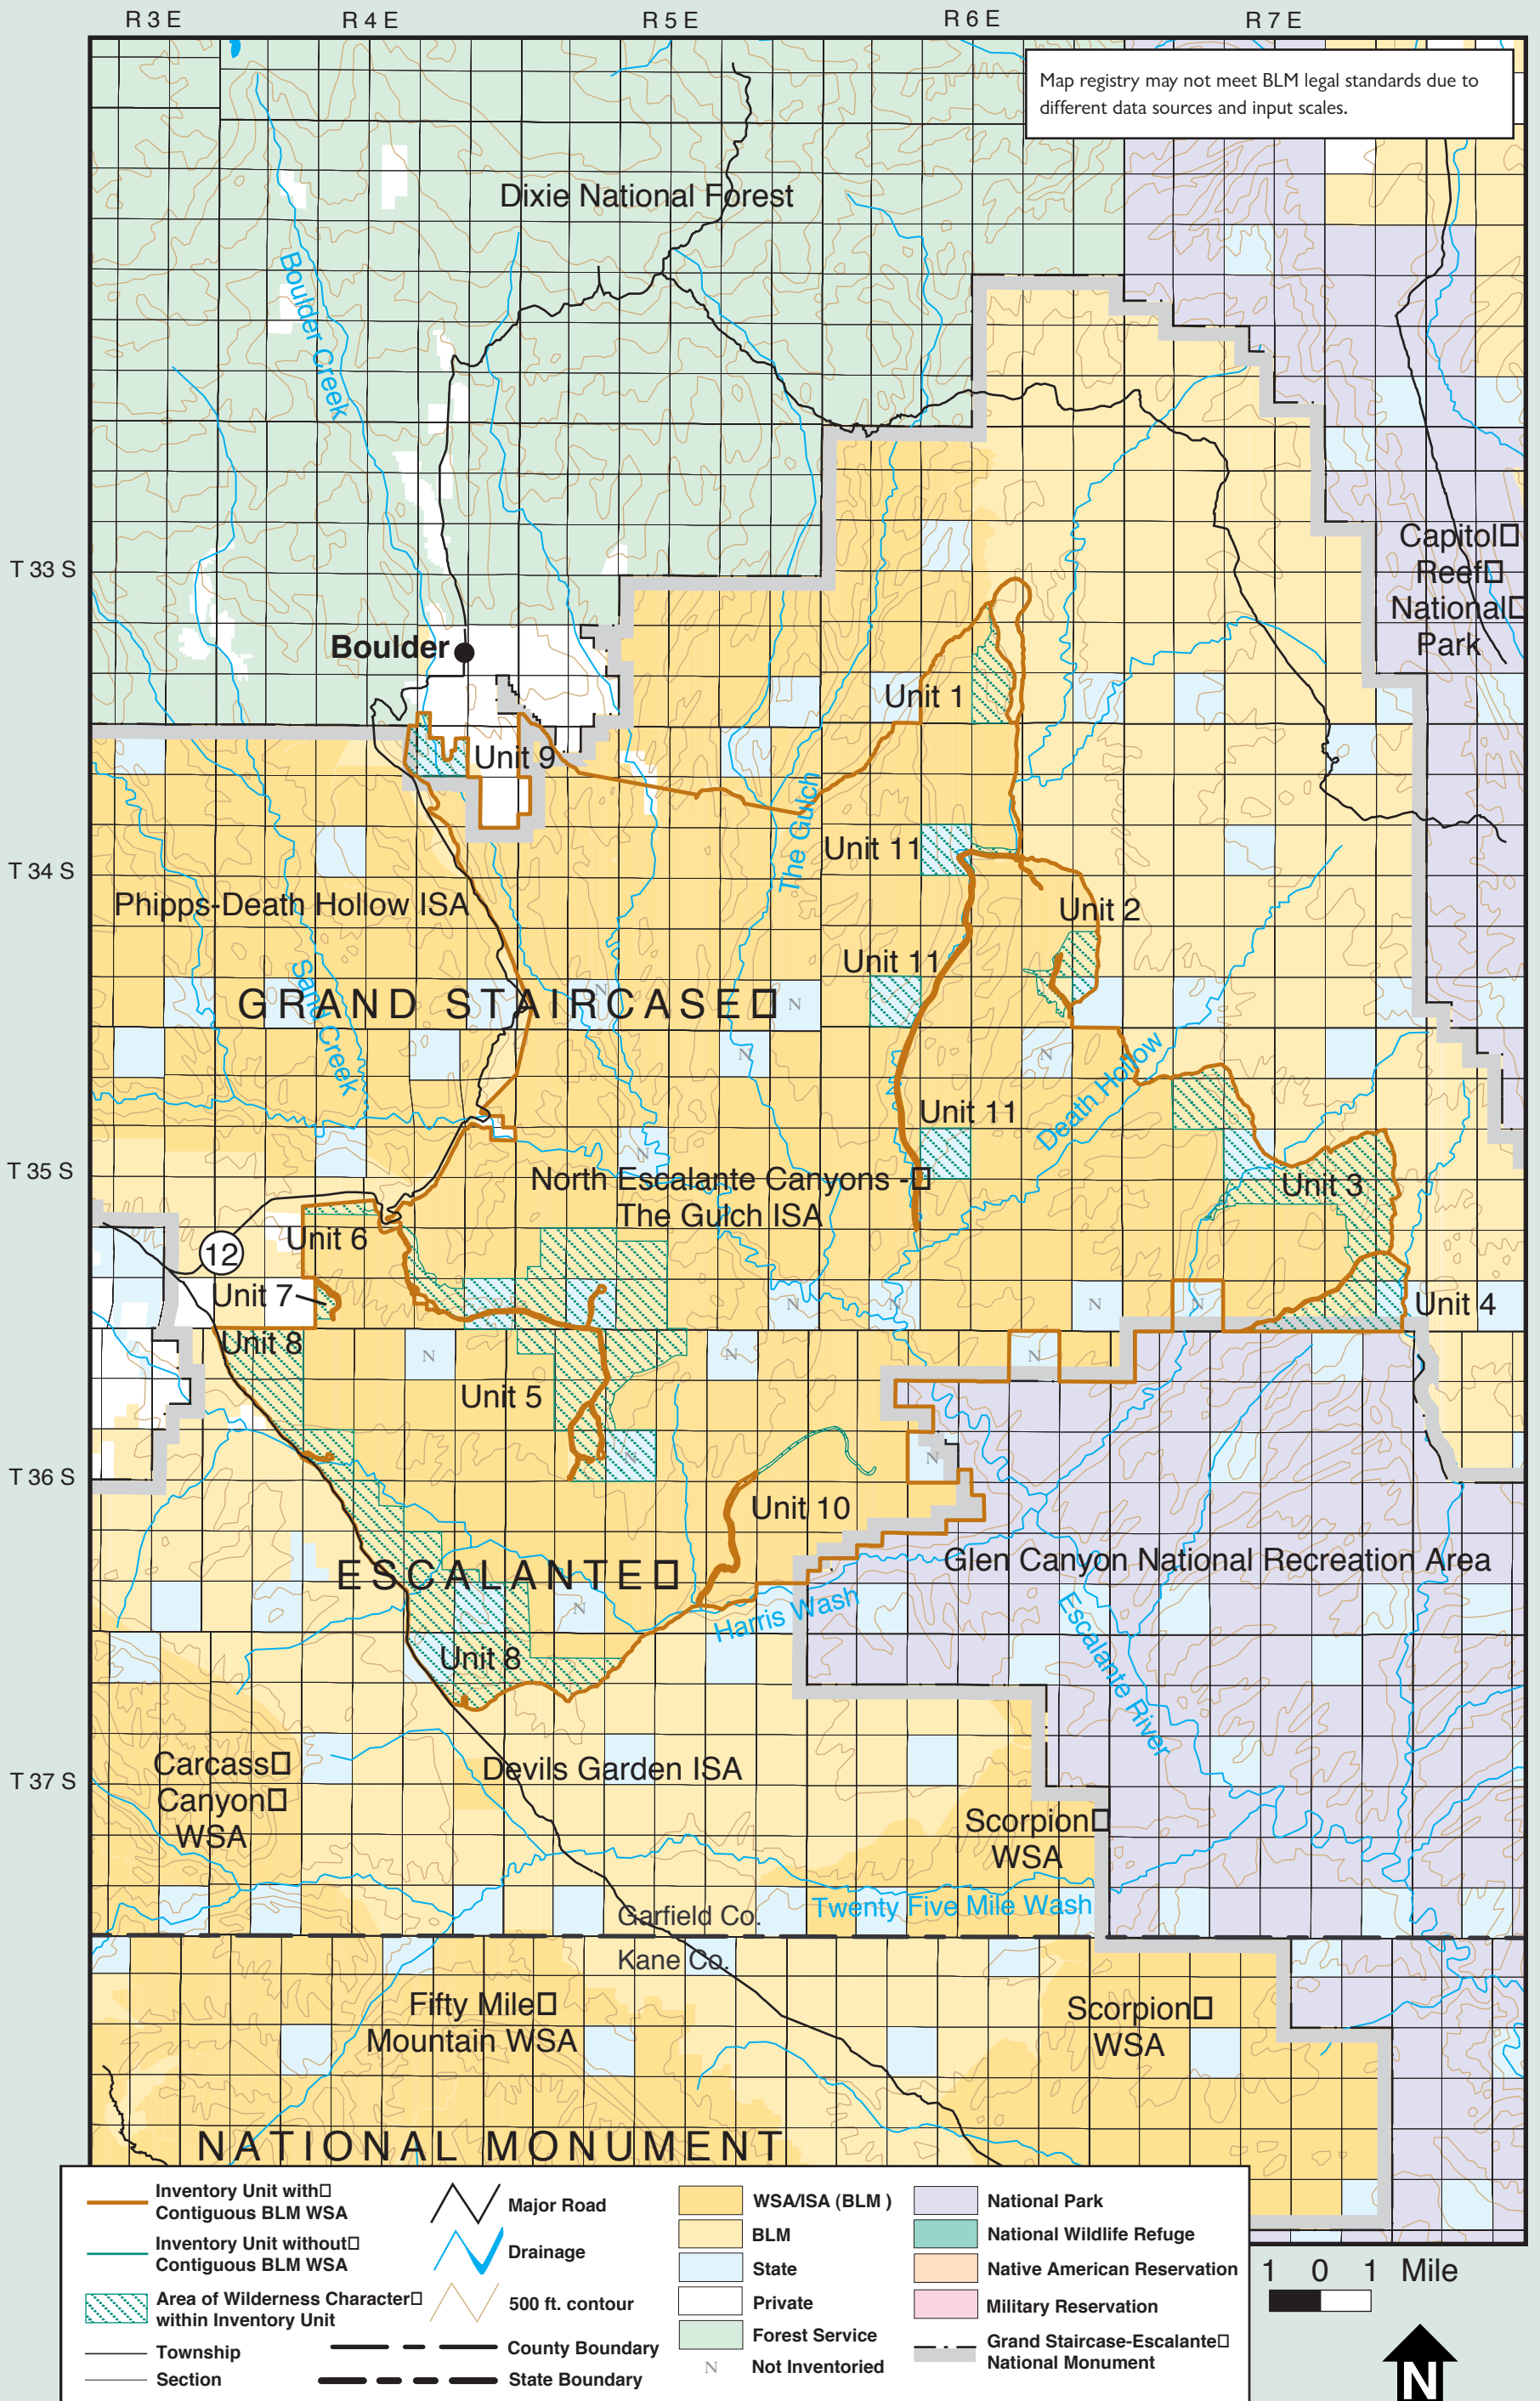 R 3 E R 4 E R 5 E R 6 E R 7 E
Map registry may not meet BLM legal standards due to
different data sources and input scales.
Dixie National Forest
Boulder Creek
Capitol
Reef
National
Park
T 33 S
Boulder
Unit 1
Unit 9
The Gulch
Unit 11
T 34 S
Phipps-Death Hollow ISA
Unit 2
Unit 11
Sand Creek
GRAND STAIRCASE
N
N
N
N
Death Hollow
Unit 11
N
T 35 S
North Escalante Canyons -
The Gulch ISA
Unit 3
Unit 6
12
Unit 7
N
N
N
N
Unit 4
Unit 8
N
N
N
Unit 5
N
N
T 36 S
Unit 10
Glen Canyon National Recreation Area
ESCALANTE
N
Harris Wash
Escalante River
Unit 8
Carcass
Canyon
WSA
Devils Garden ISA
T 37 S
Scorpion
WSA
Twenty Five Mile Wash
Garfield Co.
Kane Co.
Fifty Mile
Mountain WSA
Scorpion
WSA
NATIONAL MONUMENT
Inventory Unit with
Contiguous BLM WSA
Inventory Unit without
Contiguous BLM WSA
Area of Wilderness Character
within Inventory Unit
Township
Section
Major Road
Drainage
500 ft. contour
County Boundary
State Boundary
WSA/ISA (BLM )
BLM
State
Private
Forest Service
N Not Inventoried
National Park
National Wildlife Refuge
Native American Reservation
Military Reservation
Grand Staircase-Escalante
National Monument
1 0 1 Mile
N